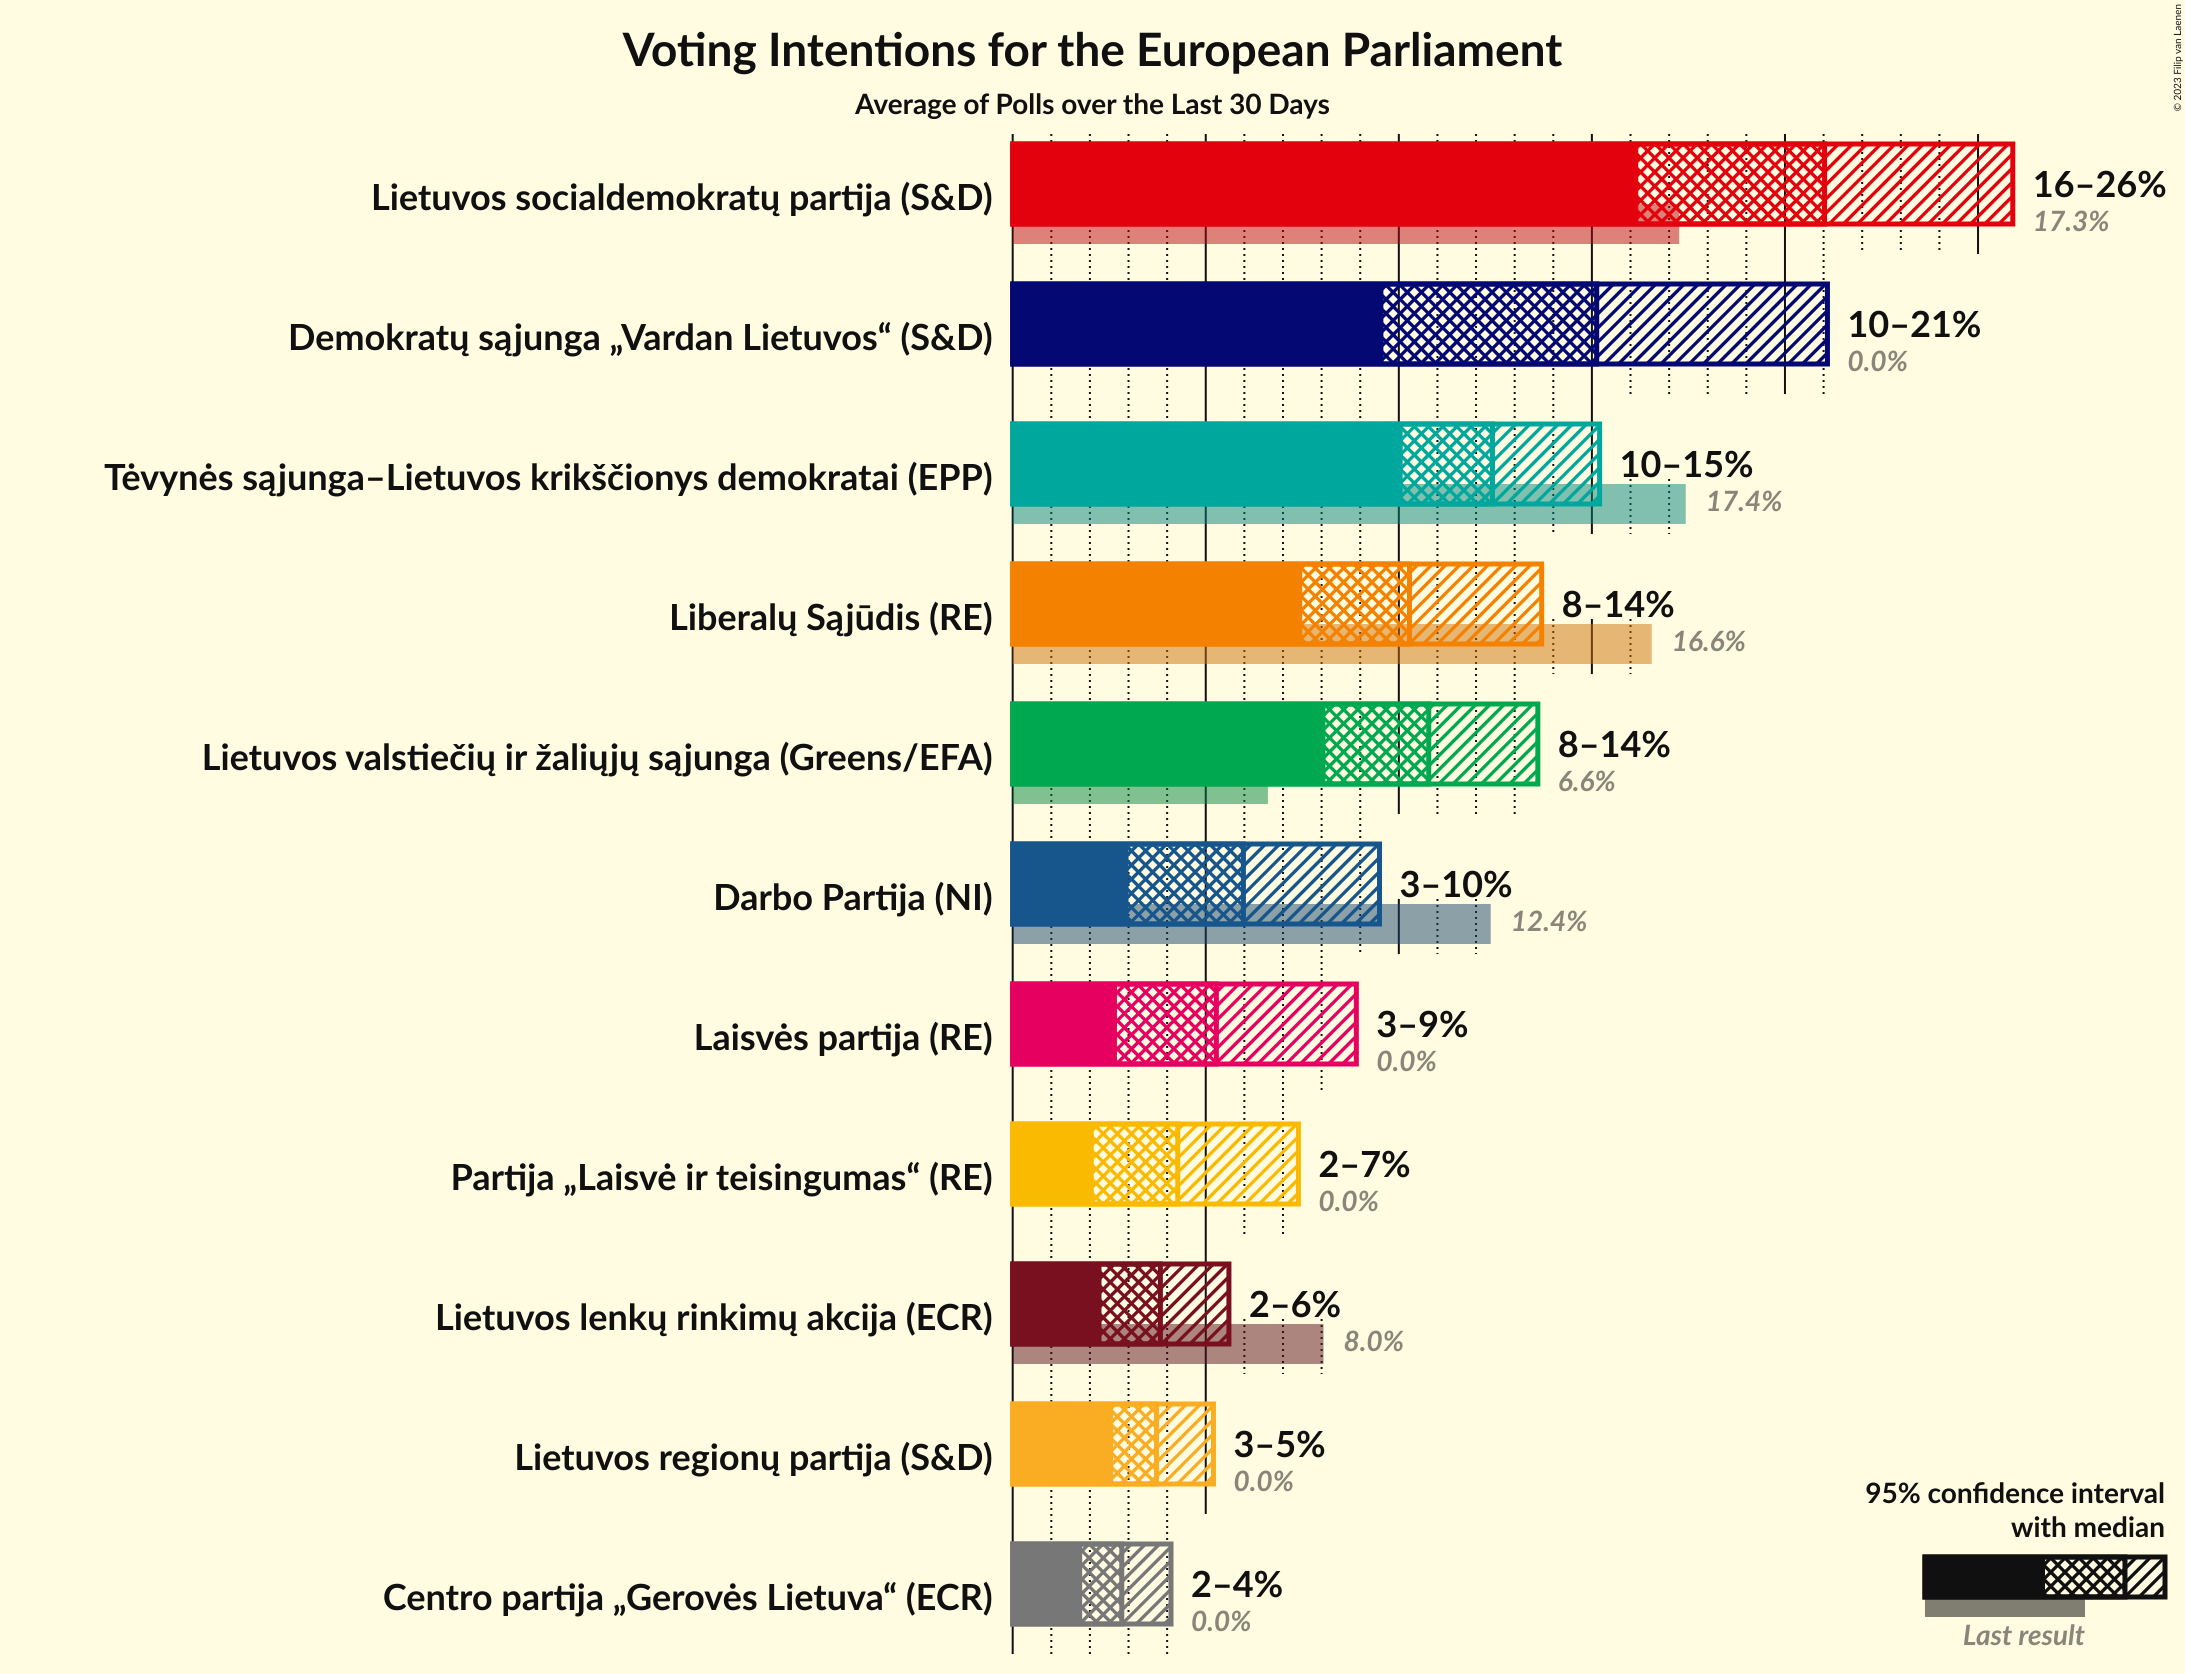 © 2023 Filip van Laenen
Voting Intentions for the European Parliament
Average of Polls over the Last 30 Days
Lietuvos socialdemokratų partija (S&D)
16–26%
17.3%
Demokratų sąjunga „Vardan Lietuvos“ (S&D)
10–21%
0.0%
Tėvynės sąjunga–Lietuvos krikščionys demokratai (EPP)
10–15%
17.4%
Liberalų Sąjūdis (RE)
8–14%
16.6%
Lietuvos valstiečių ir žaliųjų sąjunga (Greens/EFA)
8–14%
6.6%
Darbo Partija (NI)
3–10%
12.4%
Laisvės partija (RE)
3–9%
0.0%
Partija „Laisvė ir teisingumas“ (RE)
2–7%
0.0%
Lietuvos lenkų rinkimų akcija (ECR)
2–6%
8.0%
Lietuvos regionų partija (S&D)
3–5%
0.0%
Centro partija „Gerovės Lietuva“ (ECR)
2–4%
0.0%
95% confidence interval
with median
Last result